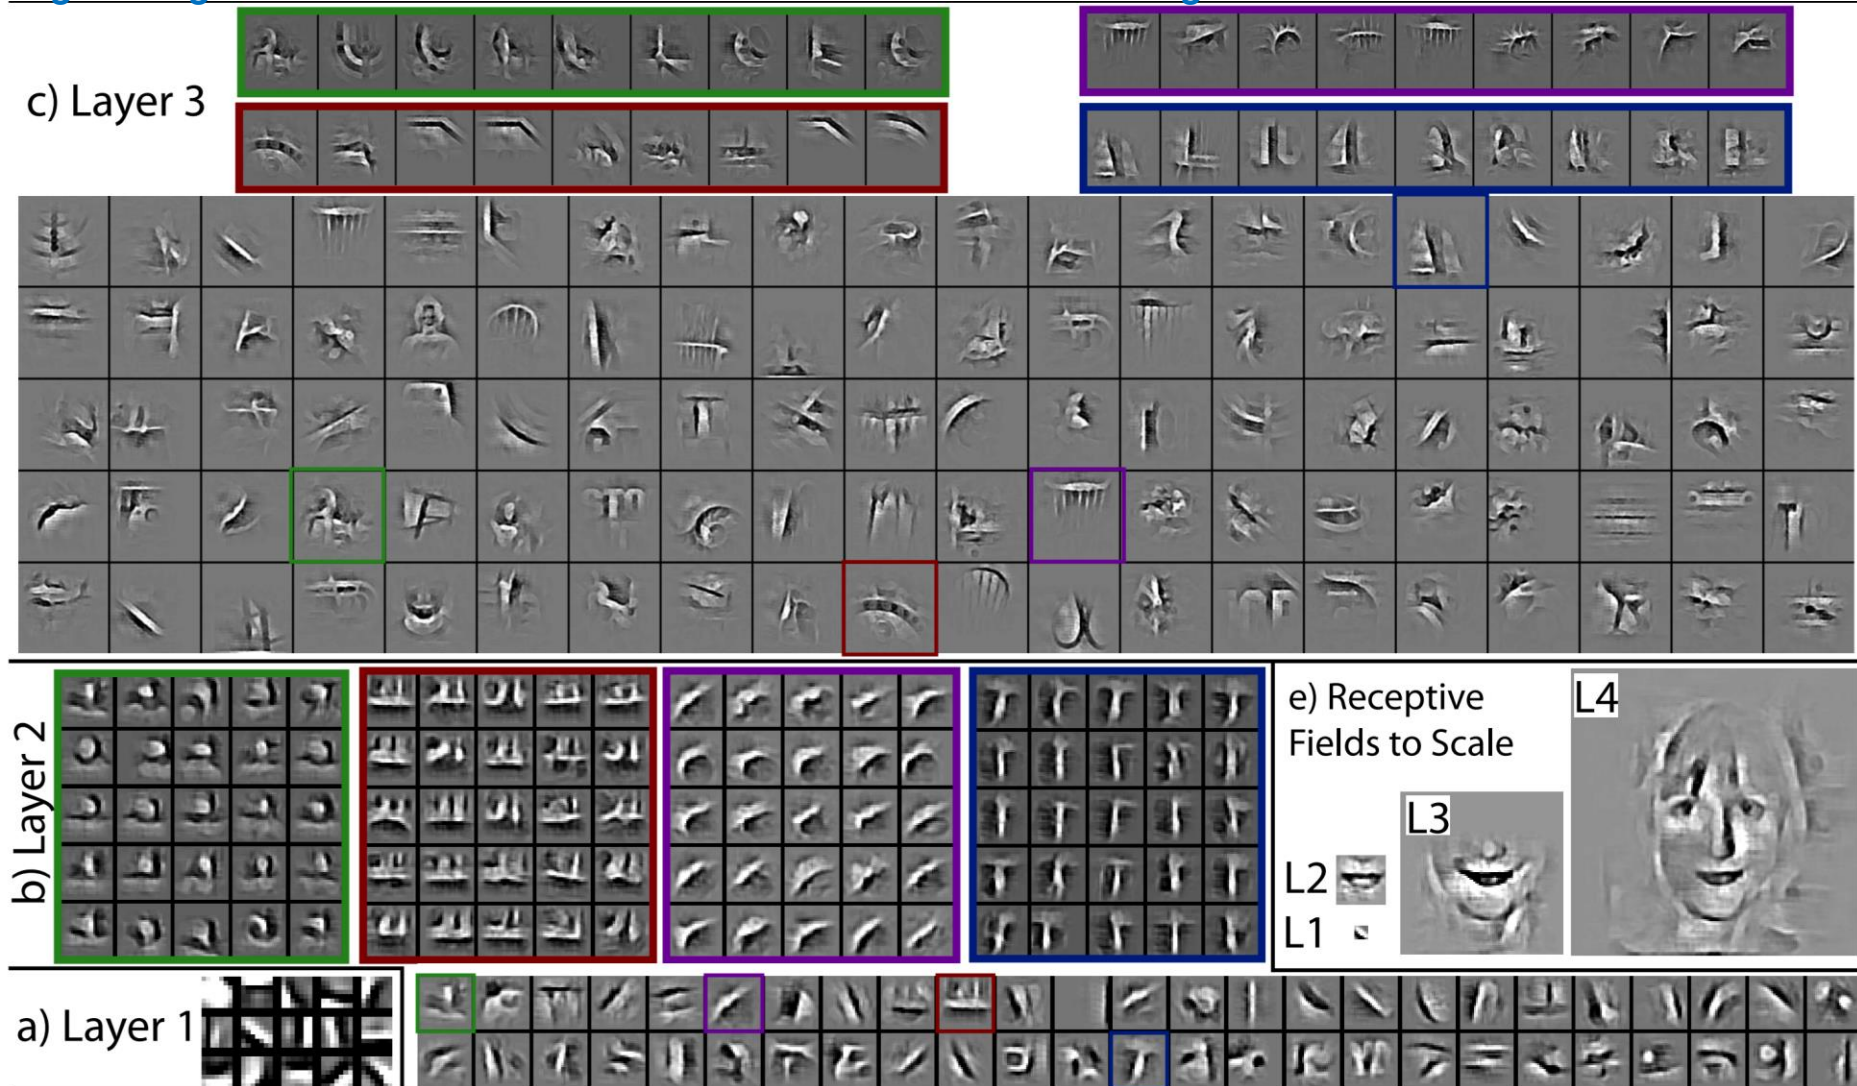 c) Layer 3
b) Layer 2
e) Receptive
Fields to Scale
L4
L3
L2
L1
a) Layer 1